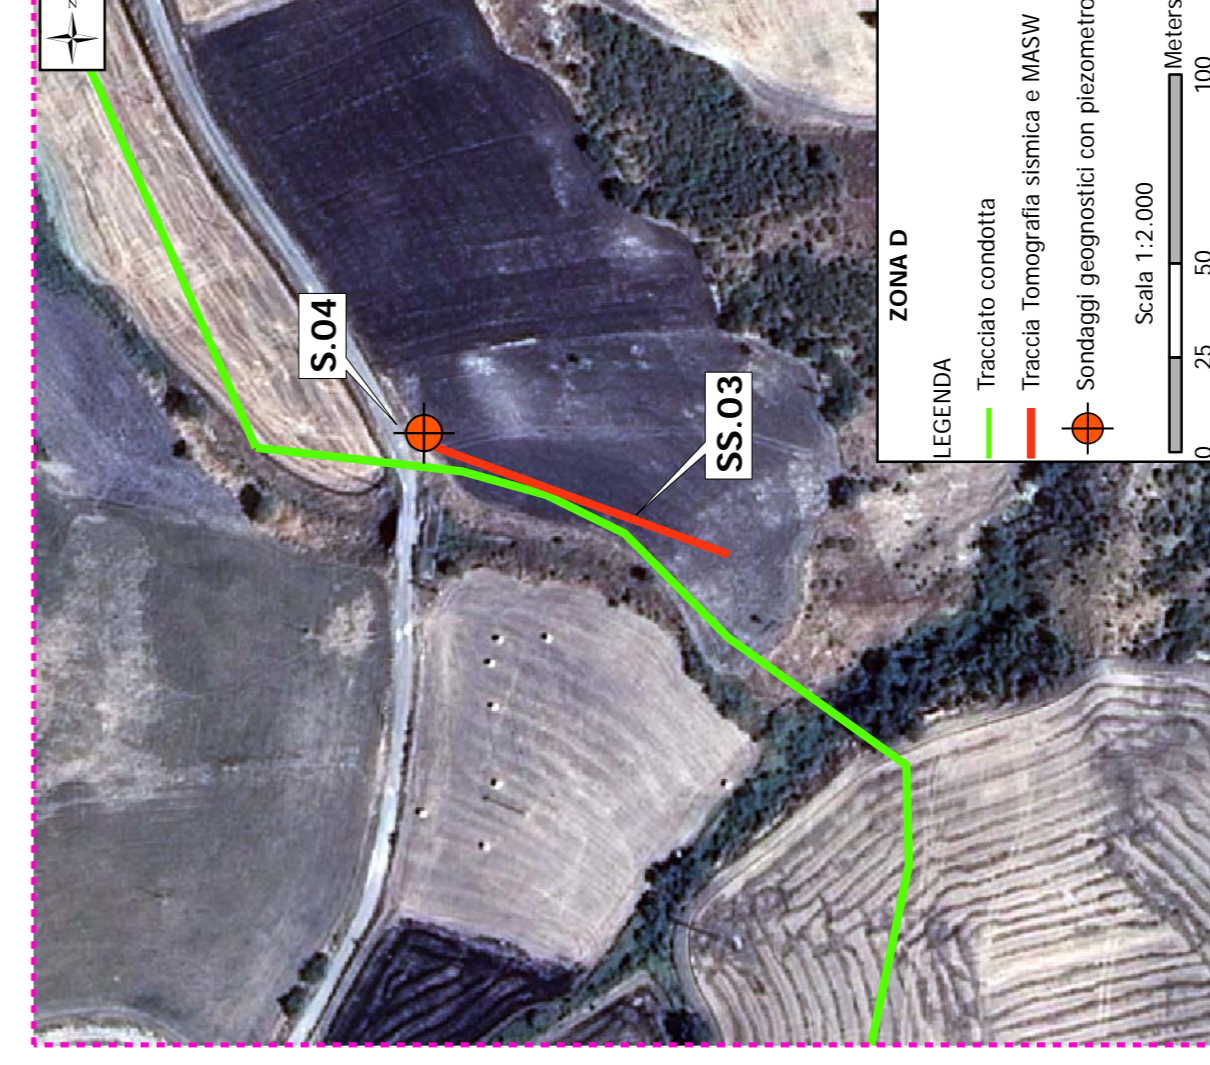 N
S.04
SS.03
ZONA D
LEGENDA
Tracciato condotta
Traccia Tomografia sismica e MASW
Sondaggi geognostici con piezometro
Scala 1:2.000
0 25 50 100
Meters